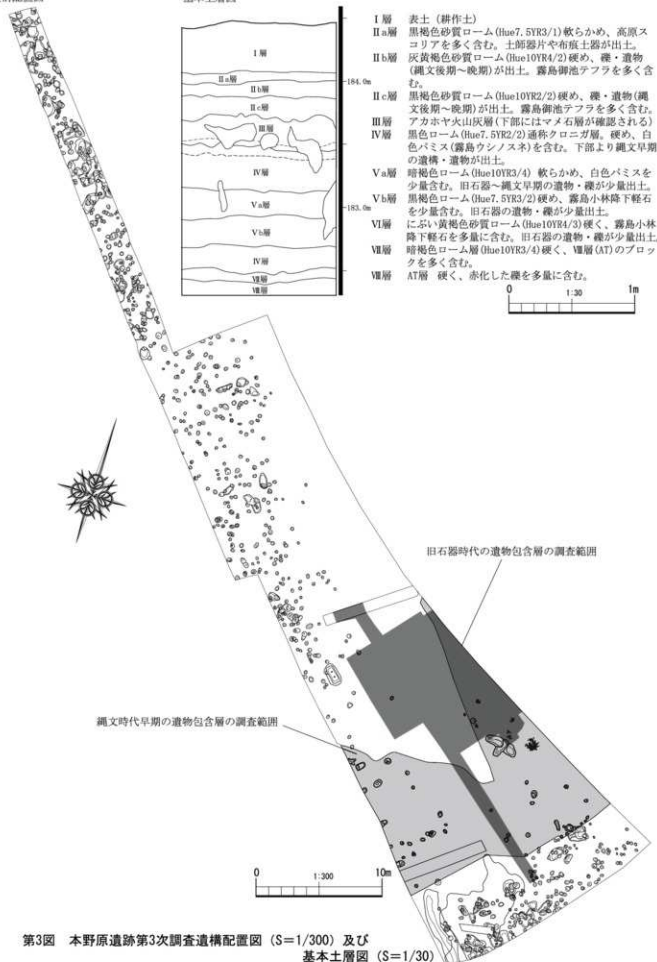 Ⅰ層
Ⅱa層
Ⅱb層
Ⅱc層
Ⅲ層
Ⅳ層
Ⅴa層
Ⅴb層
Ⅳ層
Ⅶ層
Ⅷ層
184.0m
183.0m
Ⅰ層 表土(耕作土)
Ⅱa層 黒褐色砂質ローム(Hue7.5YR3/1)軟らかめ、高原ス
コリアを多く含む。土師器片や布痕土器が出土。
Ⅱb層 灰黄褐色砂質ローム(Hue10YR4/2)硬め、礫・遺物
(縄文後期~晩期)が出土。霧島御池テフラを多く含
む。
Ⅱc層 黒褐色砂質ローム(Hue10YR2/2)硬め、礫・遺物(縄
文後期~晩期)が出土。霧島御池テフラを多く含む。
Ⅲ層 アカホヤ火山灰層(下部にはマメ石層が確認される)
Ⅳ層 黒色ローム(Hue7.5YR2/2)通称クロニガ層。硬め、白
色パミス(霧島ウシノスネ)を含む。下部より縄文早期
の遺構・遺物が出土。
Ⅴa層 暗褐色ローム(Hue10YR3/4) 軟らかめ、白色パミスを
少量含む。旧石器~縄文早期の遺物・礫が少量出土。
Ⅴb層 黒褐色ローム(Hue7.5YR3/2)硬め、霧島小林降下軽石
を少量含む。旧石器の遺物・礫が少量出土。
Ⅵ層 にぶい黄褐色砂質ローム(Hue10YR4/3)硬く、霧島小林
降下軽石を多量に含む。旧石器の遺物・礫が少量出土。
Ⅶ層 暗褐色ローム層(Hue10YR3/4)硬く、Ⅷ層(AT)のブロッ
クを多く含む。
Ⅷ層 AT層 硬く、赤化した礫を多量に含む。
0 1:30 1m
旧石器時代の遺物包含層の調査範囲
縄文時代早期の遺物包含層の調査範囲
0 1:300 10m
第3図 本野原遺跡第3次調査遺構配置図(S=1/300)及び
基本土層図(S=1/30)